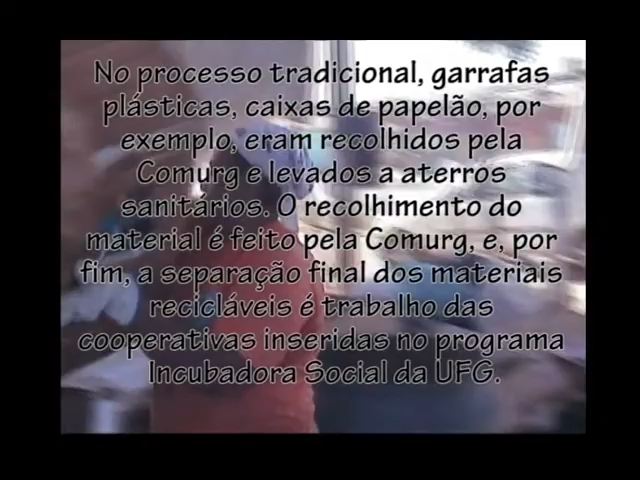 No processo tradicional, garrafas
plásticas, caixas de papelão, por
exemplo, eram recolhidos pela
Comurg e levados a aterros
sanitários. O recolhimento do
material é feito pela Comurg, e, por
fim, a separação final dos materiais
recicláveis é trabalho das
cooperativas inseridas no programa
Incubadora Social da UFG.